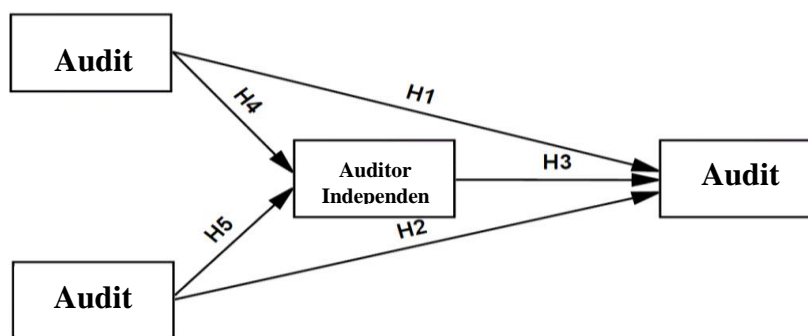 Audit
H4
H1
Auditor
Independen
H3
Audit
H5
H2
Audit